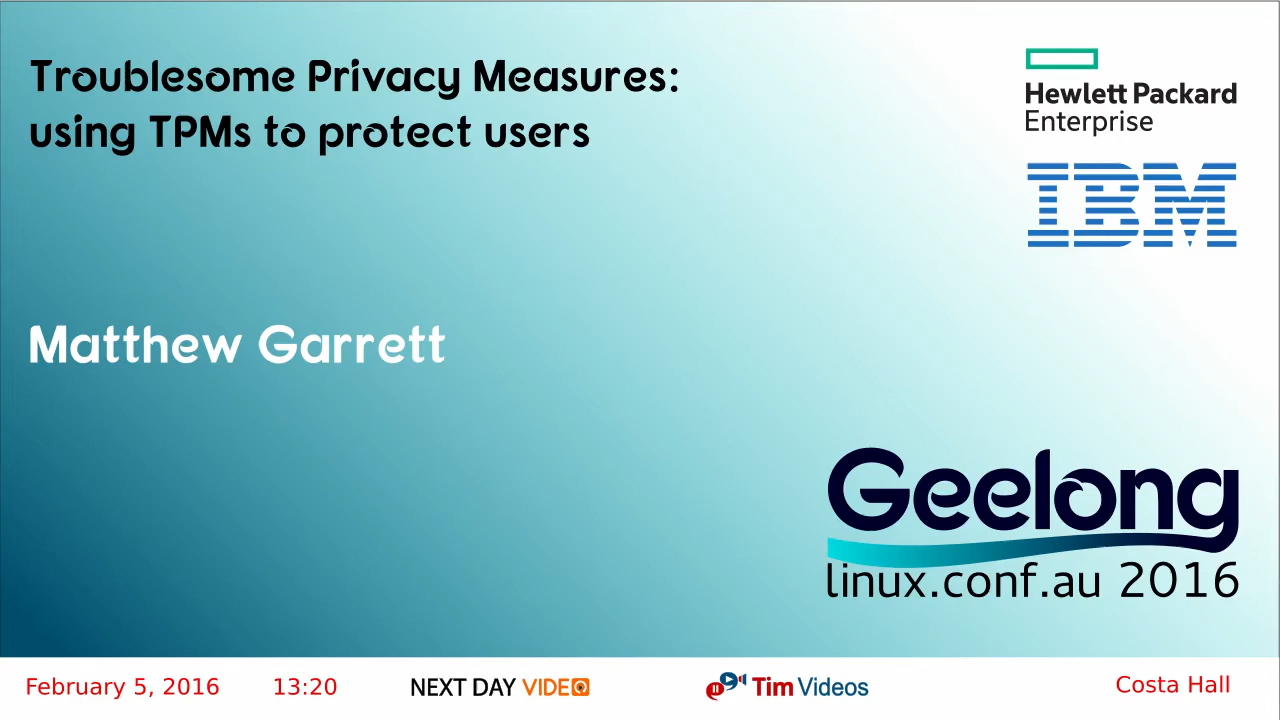 Troublesome Privacy Measures:
using TPMs to protect users
Hewlett Packard
Enterprise
IBM
Matthew Garrett
Geelong
linux.conf.au 2016
February 5, 2016 13:20 NEXT DAY VIDEO Tim Videos Costa Hall